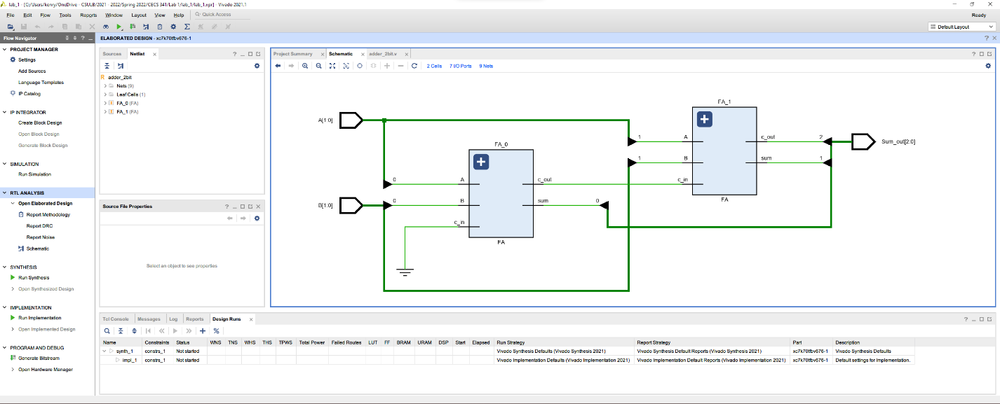 lab_1 - [C:/Users/kenry/OneDrive - CSULB/2021 - 2022/Spring 2022/CECS 341/Lab 1/lab_1/lab_1.xpr] - Vivado 2021.1
File Edit Flow Tools Reports Window Layout View Help Quick Access
Ready
Default Layout
Flow Navigator
PROJECT MANAGER
Settings
Add Sources
Language Templates
IP Catalog
IP INTEGRATOR
Create Block Design
Open Block Design
Generate Block Design
SIMULATION
Run Simulation
RTL ANALYSIS
Open Elaborated Design
Report Methodology
Report DRC
Report Noise
Schematic
SYNTHESIS
Run Synthesis
Open Synthesized Design
IMPLEMENTATION
Run Implementation
Open Implemented Design
PROGRAM AND DEBUG
Generate Bitstream
Open Hardware Manager
ELABORATED DESIGN - xc7k70tfbv676-1
Sources Netlist
adder_2bit
Nets (9)
Leaf Cells (1)
FA_0 (FA)
FA_1 (FA)
Source File Properties
Select an object to see properties
Project Summary Schematic adder_2bit.v
2 Cells 7 I/O Ports 9 Nets
FA_1
A[1:0]
1 A c_out 2
Sum_out[2:0]
FA_0
1 B sum 1
0 A c_out c_in
FA
B[1:0]
0 B sum 0
c_in
FA
Tcl Console Messages Log Reports Design Runs
Name Constraints Status WNS TNS WHS THS TPWS Total Power Failed Routes LUT FF BRAM URAM DSP Start Elapsed Run Strategy Report Strategy Part Description
synth_1 constrs_1 Not started Vivado Synthesis Defaults (Vivado Synthesis 2021) Vivado Synthesis Default Reports (Vivado Synthesis 2021) xc7k70tfbv676-1 Vivado Synthesis Defaults
impl_1 constrs_1 Not started Vivado Implementation Defaults (Vivado Implementation 2021) Vivado Implementation Default Reports (Vivado Implementation 2021) xc7k70tfbv676-1 Default settings for Implementation.